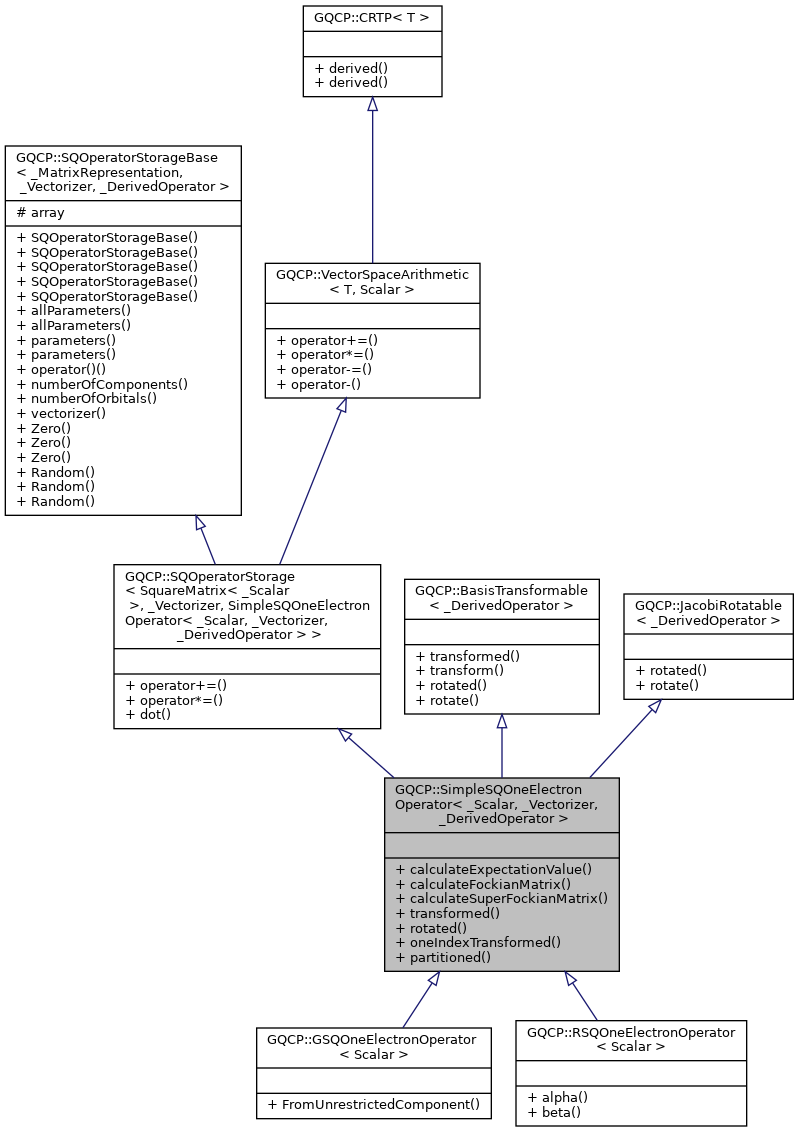 GQCP::CRTP< T >
+ derived()
+ derived()
GQCP::SQOperatorStorageBase
< _MatrixRepresentation,
_Vectorizer, _DerivedOperator >
# array
+ SQOperatorStorageBase()
+ SQOperatorStorageBase()
+ SQOperatorStorageBase()
+ SQOperatorStorageBase()
+ SQOperatorStorageBase()
+ allParameters()
+ allParameters()
+ parameters()
+ parameters()
+ operator()()
+ numberOfComponents()
+ numberOfOrbitals()
+ vectorizer()
+ Zero()
+ Zero()
+ Zero()
+ Random()
+ Random()
+ Random()
GQCP::VectorSpaceArithmetic
< T, Scalar >
+ operator+=()
+ operator*=()
+ operator-=()
+ operator-()
GQCP::SQOperatorStorage
< SquareMatrix< _Scalar
>, _Vectorizer, SimpleSQOneElectron
Operator< _Scalar, _Vectorizer,
_DerivedOperator > >
+ operator+=()
+ operator*=()
+ dot()
GQCP::BasisTransformable
< _DerivedOperator >
+ transformed()
+ transform()
+ rotated()
+ rotate()
GQCP::JacobiRotatable
< _DerivedOperator >
+ rotated()
+ rotate()
GQCP::SimpleSQOneElectron
Operator< _Scalar, _Vectorizer,
_DerivedOperator >
+ calculateExpectationValue()
+ calculateFockianMatrix()
+ calculateSuperFockianMatrix()
+ transformed()
+ rotated()
+ oneIndexTransformed()
+ partitioned()
GQCP::GSQOneElectronOperator
< Scalar >
+ FromUnrestrictedComponent()
GQCP::RSQOneElectronOperator
< Scalar >
+ alpha()
+ beta()